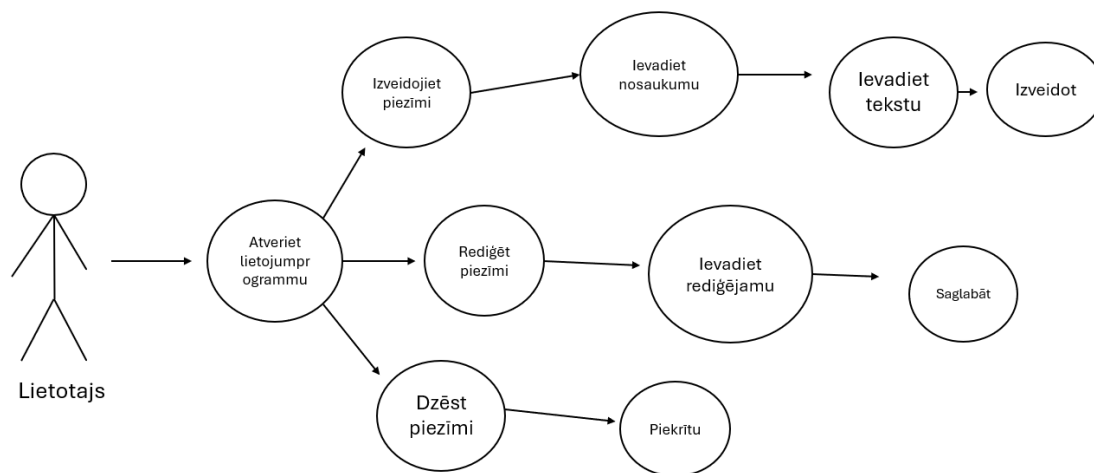 Izveidojiet
piezīmi
Ievadiet
nosaukumu
Ievadiet
tekstu
Izveidot
Atveriet
lietojumpr
ogrammu
Rediģēt
piezīmi
Ievadiet
rediģējamu
Saglabāt
Lietotajs
Dzēst
piezīmi
Piekrītu